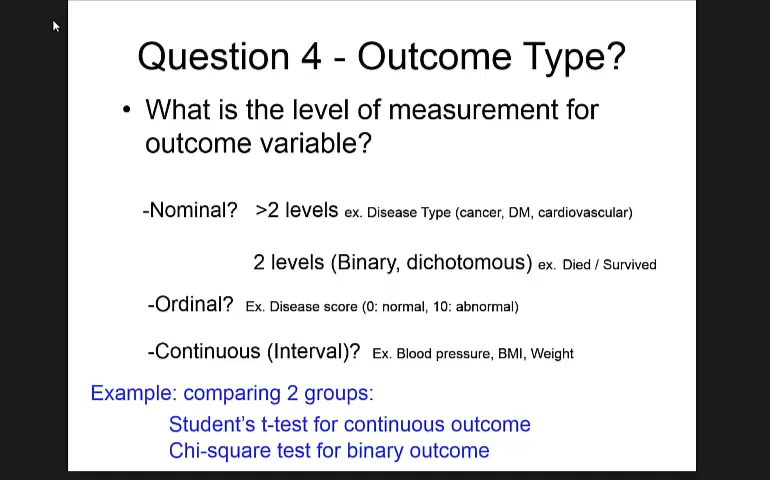 Question 4 - Outcome Type?
• What is the level of measurement for
outcome variable?
-Nominal? >2 levels ex. Disease Type (cancer, DM, cardiovascular)
2 levels (Binary, dichotomous) ex. Died / Survived
-Ordinal? Ex. Disease score (0: normal, 10: abnormal)
-Continuous (Interval)? Ex. Blood pressure, BMI, Weight
Example: comparing 2 groups:
Student's t-test for continuous outcome
Chi-square test for binary outcome